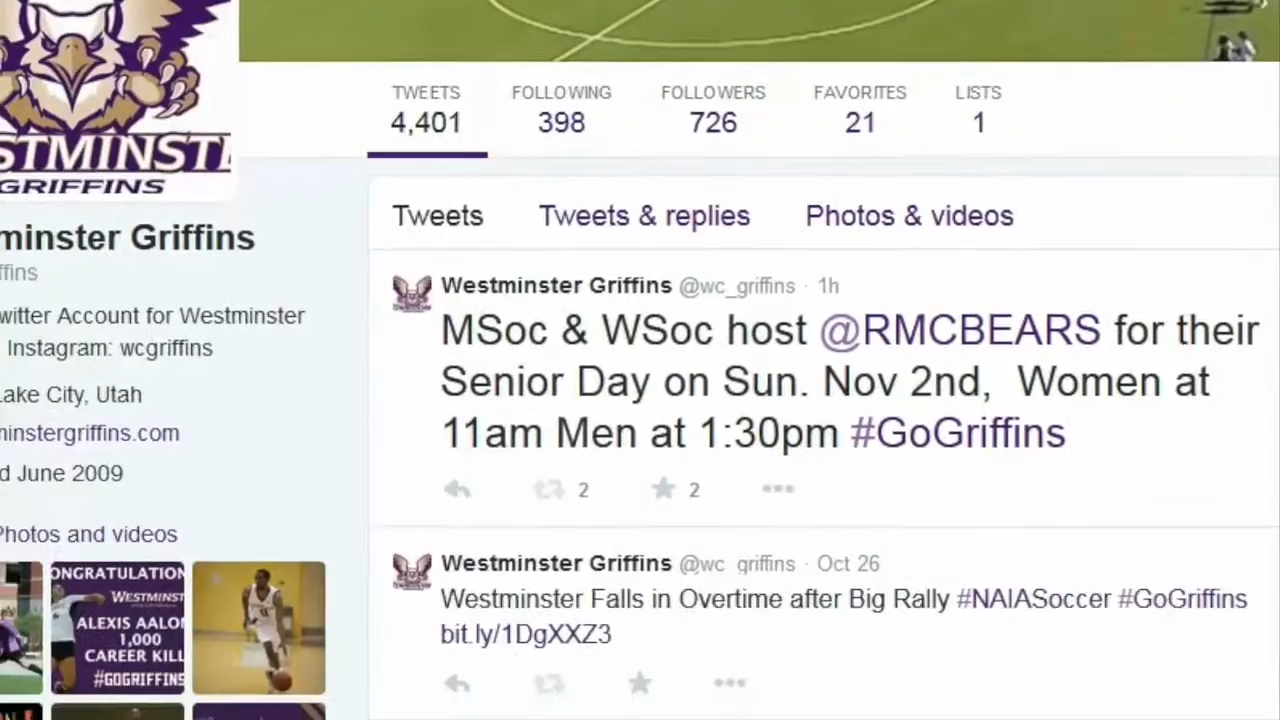 STMINST
GRIFFINS
TWEETS FOLLOWING FOLLOWERS FAVORITES LISTS
4,401 398 726 21 1
minster Griffins
ffins
witter Account for Westminster
Instagram: wcgriffins
Lake City, Utah
minstergriffins.com
d June 2009
Photos and videos
ONGRATULATION
WESTMINST
ALEXIS AALO
1,000
CAREER KILL
#GOGRIFFINS
Tweets Tweets & replies Photos & videos
Westminster Griffins @wc_griffins · 1h
MSoc & WSoc host @RMCBEARS for their
Senior Day on Sun. Nov 2nd, Women at
11am Men at 1:30pm #GoGriffins
2 2
Westminster Griffins @wc_griffins · Oct 26
Westminster Falls in Overtime after Big Rally #NAIASoccer #GoGriffins
bit.ly/1DgXXZ3